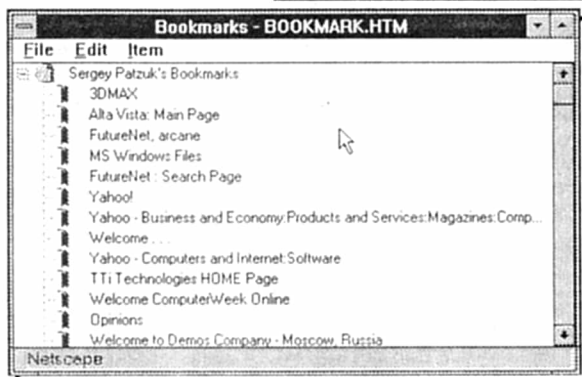 Bookmarks - BOOKMARK.HTM
File Edit Item
Sergey Patzuk's Bookmarks
3DMAX
Alta Vista: Main Page
FutureNet, arcane
MS Windows Files
FutureNet : Search Page
Yahoo!
Yahoo - Business and Economy:Products and Services:Magazines:Comp...
Welcome . . .
Yahoo - Computers and Internet:Software
TTi Technologies HOME Page
Welcome ComputerWeek Online
Opinions
Welcome to Demos Company - Moscow, Russia
Netscape